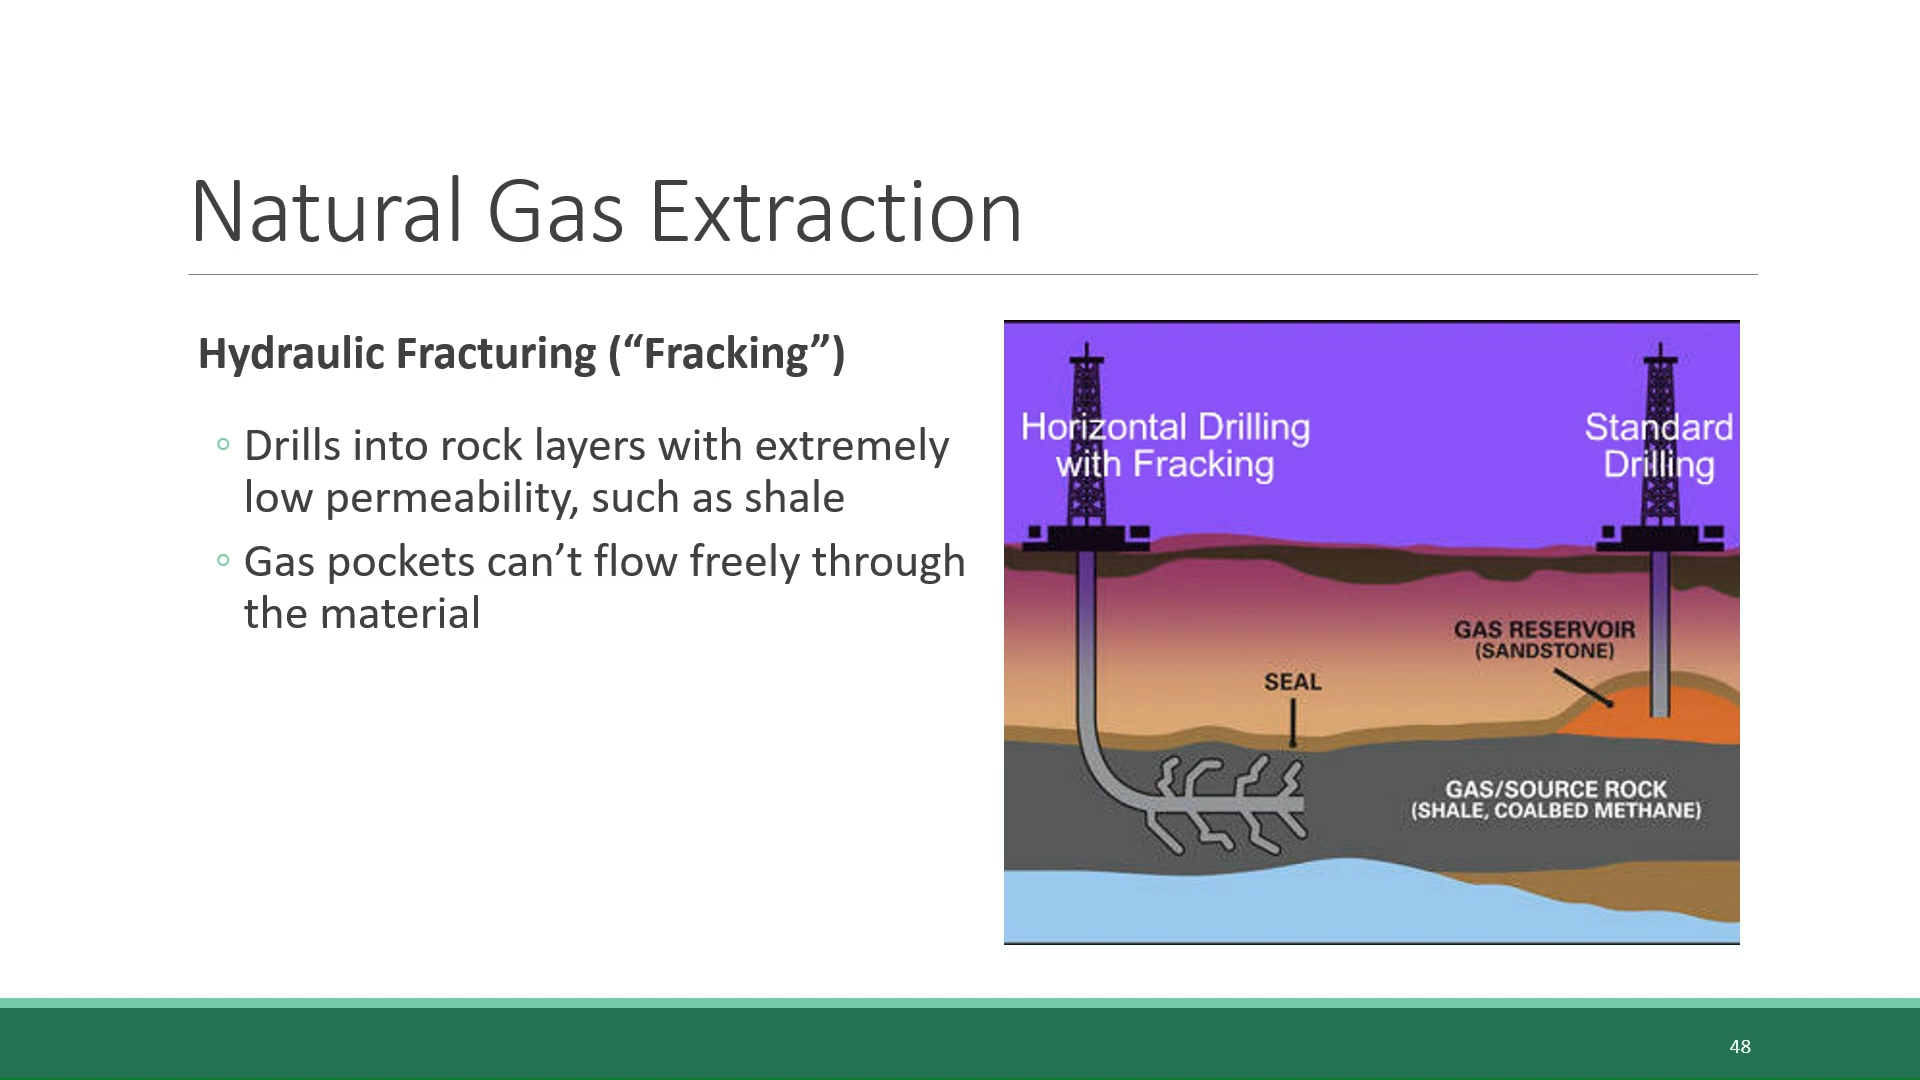 Natural Gas Extraction
Hydraulic Fracturing (“Fracking”)
◦ Drills into rock layers with extremely
low permeability, such as shale
◦ Gas pockets can’t flow freely through
the material
Horizontal Drilling
with Fracking
Standard
Drilling
GAS RESERVOIR
(SANDSTONE)
SEAL
GAS/SOURCE ROCK
(SHALE, COALBED METHANE)
48